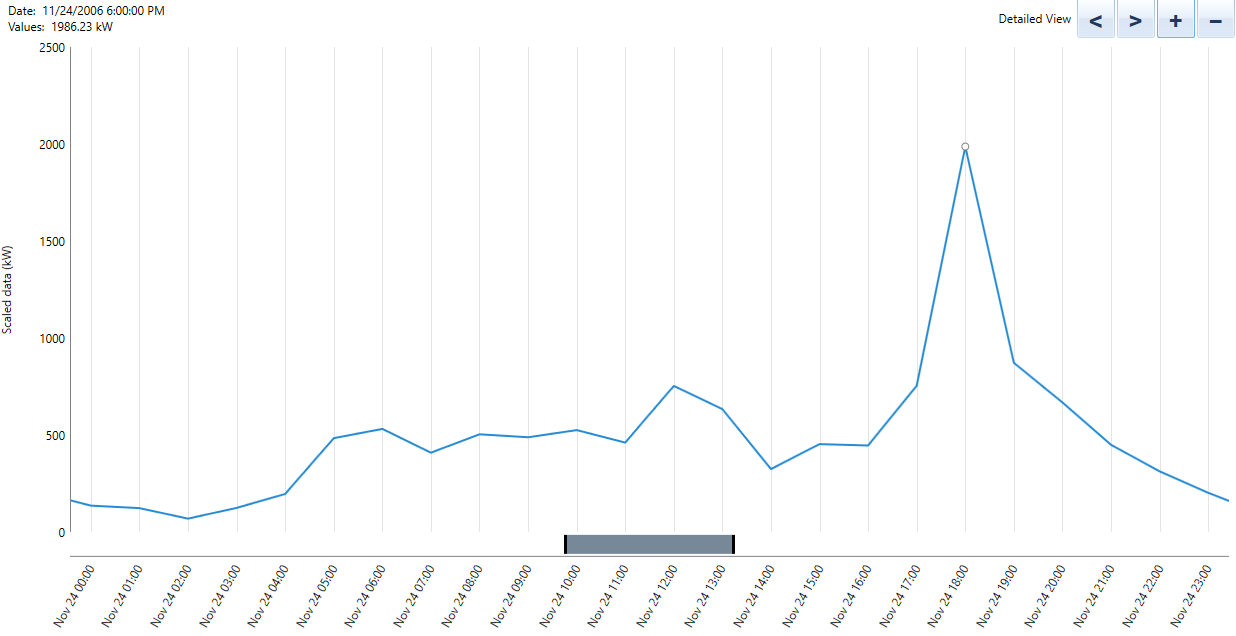 Date: 11/24/2006 6:00:00 PM
Values: 1986.23 kW
Detailed View
< > + −
2500
2000
1500
1000
500
0
Scaled data (kW)
Nov 24 00:00
Nov 24 01:00
Nov 24 02:00
Nov 24 03:00
Nov 24 04:00
Nov 24 05:00
Nov 24 06:00
Nov 24 07:00
Nov 24 08:00
Nov 24 09:00
Nov 24 10:00
Nov 24 11:00
Nov 24 12:00
Nov 24 13:00
Nov 24 14:00
Nov 24 15:00
Nov 24 16:00
Nov 24 17:00
Nov 24 18:00
Nov 24 19:00
Nov 24 20:00
Nov 24 21:00
Nov 24 22:00
Nov 24 23:00